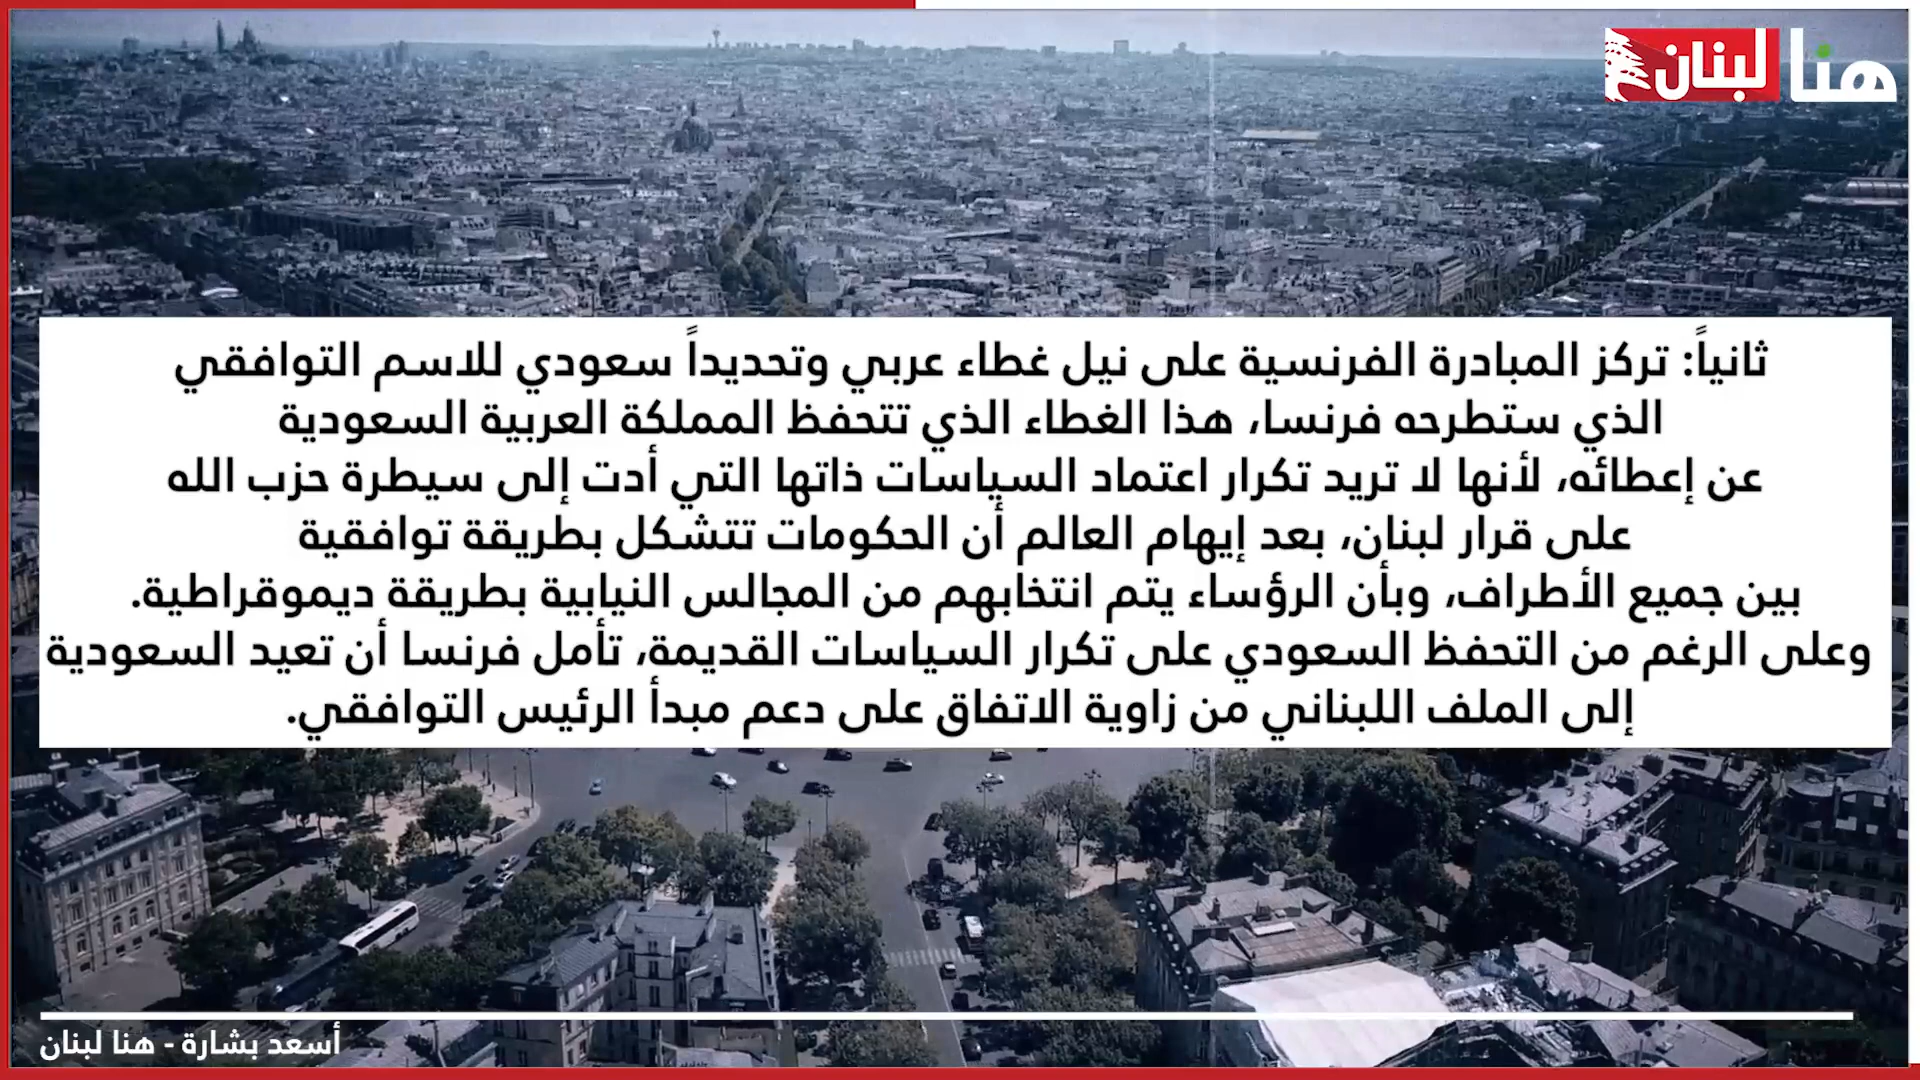 هنا لبنان
ثانياً: تركز المبادرة الفرنسية على نيل غطاء عربي وتحديداً سعودي للاسم التوافقي
الذي ستطرحه فرنسا، هذا الغطاء الذي تتحفظ المملكة العربية السعودية
عن إعطائه، لأنها لا تريد تكرار اعتماد السياسات ذاتها التي أدت إلى سيطرة حزب الله
على قرار لبنان، بعد إيهام العالم أن الحكومات تتشكل بطريقة توافقية
بين جميع الأطراف، وبأن الرؤساء يتم انتخابهم من المجالس النيابية بطريقة ديموقراطية.
وعلى الرغم من التحفظ السعودي على تكرار السياسات القديمة، تأمل فرنسا أن تعيد السعودية
إلى الملف اللبناني من زاوية الاتفاق على دعم مبدأ الرئيس التوافقي.
أسعد بشارة - هنا لبنان